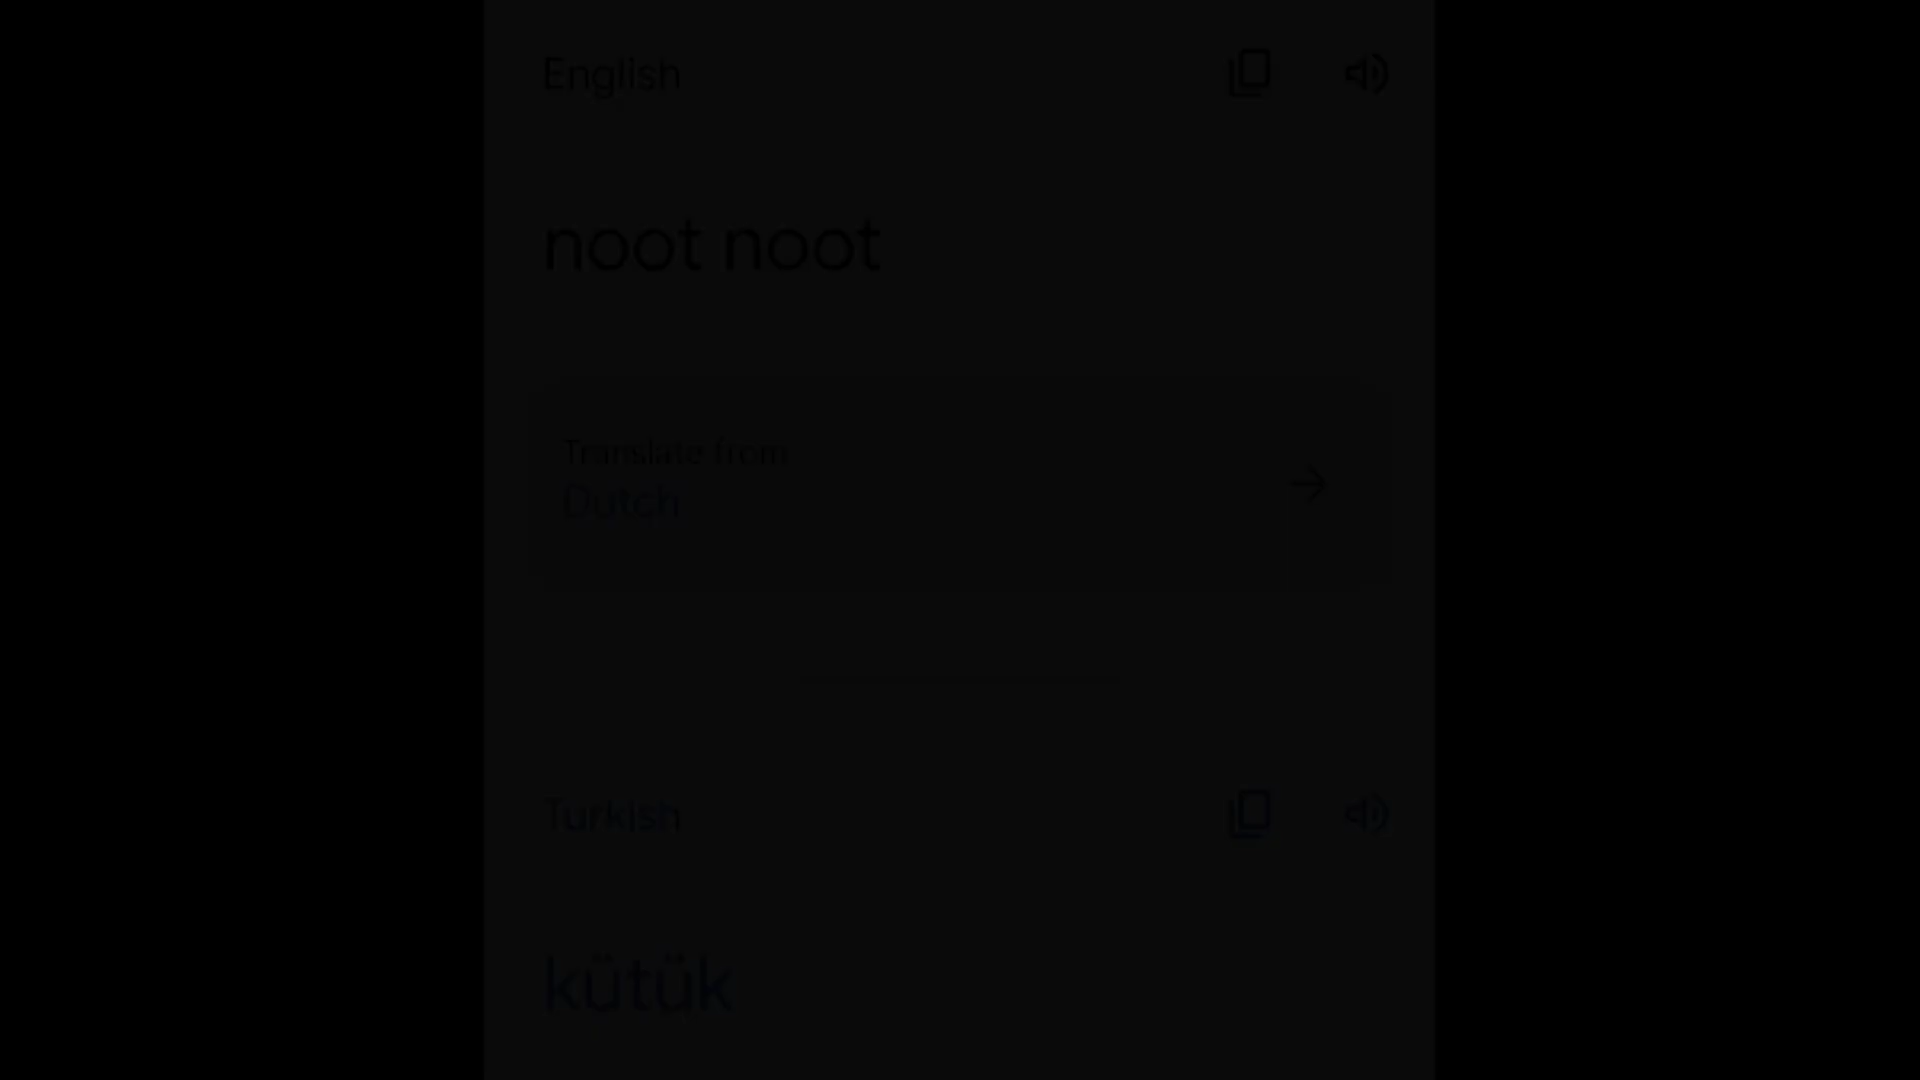 English
noot noot
Translate from
Dutch
Turkish
kütük